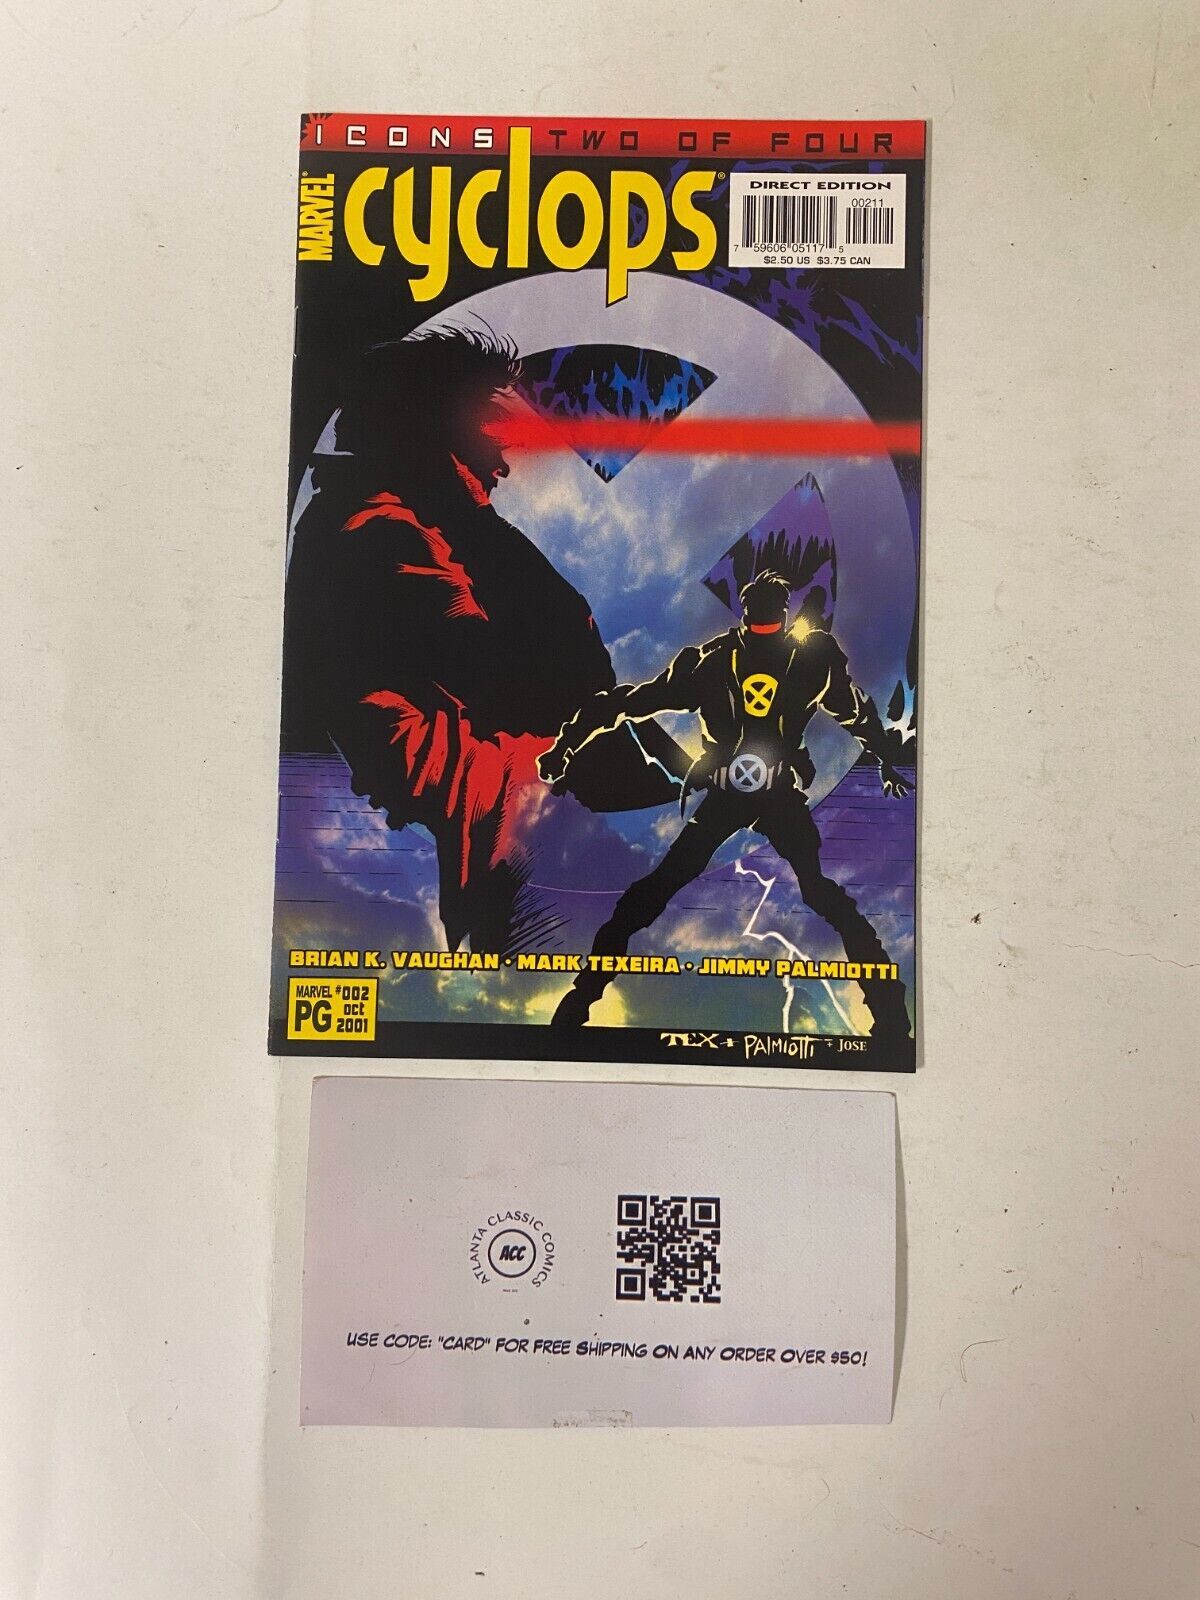 ICONS TWO OF FOUR
MARVEL
cyclops®
DIRECT EDITION
00211
7 59606 05117 5
$2.50 US $3.75 CAN
BRIAN K. VAUGHAN • MARK TEXEIRA • JIMMY PALMIOTTI
MARVEL #002
PG oct
2001
TEX + PALMIOTTI + JOSE
ATLANTA CLASSIC COMICS
ACC
USE CODE: "CARD" FOR FREE SHIPPING ON ANY ORDER OVER $50!